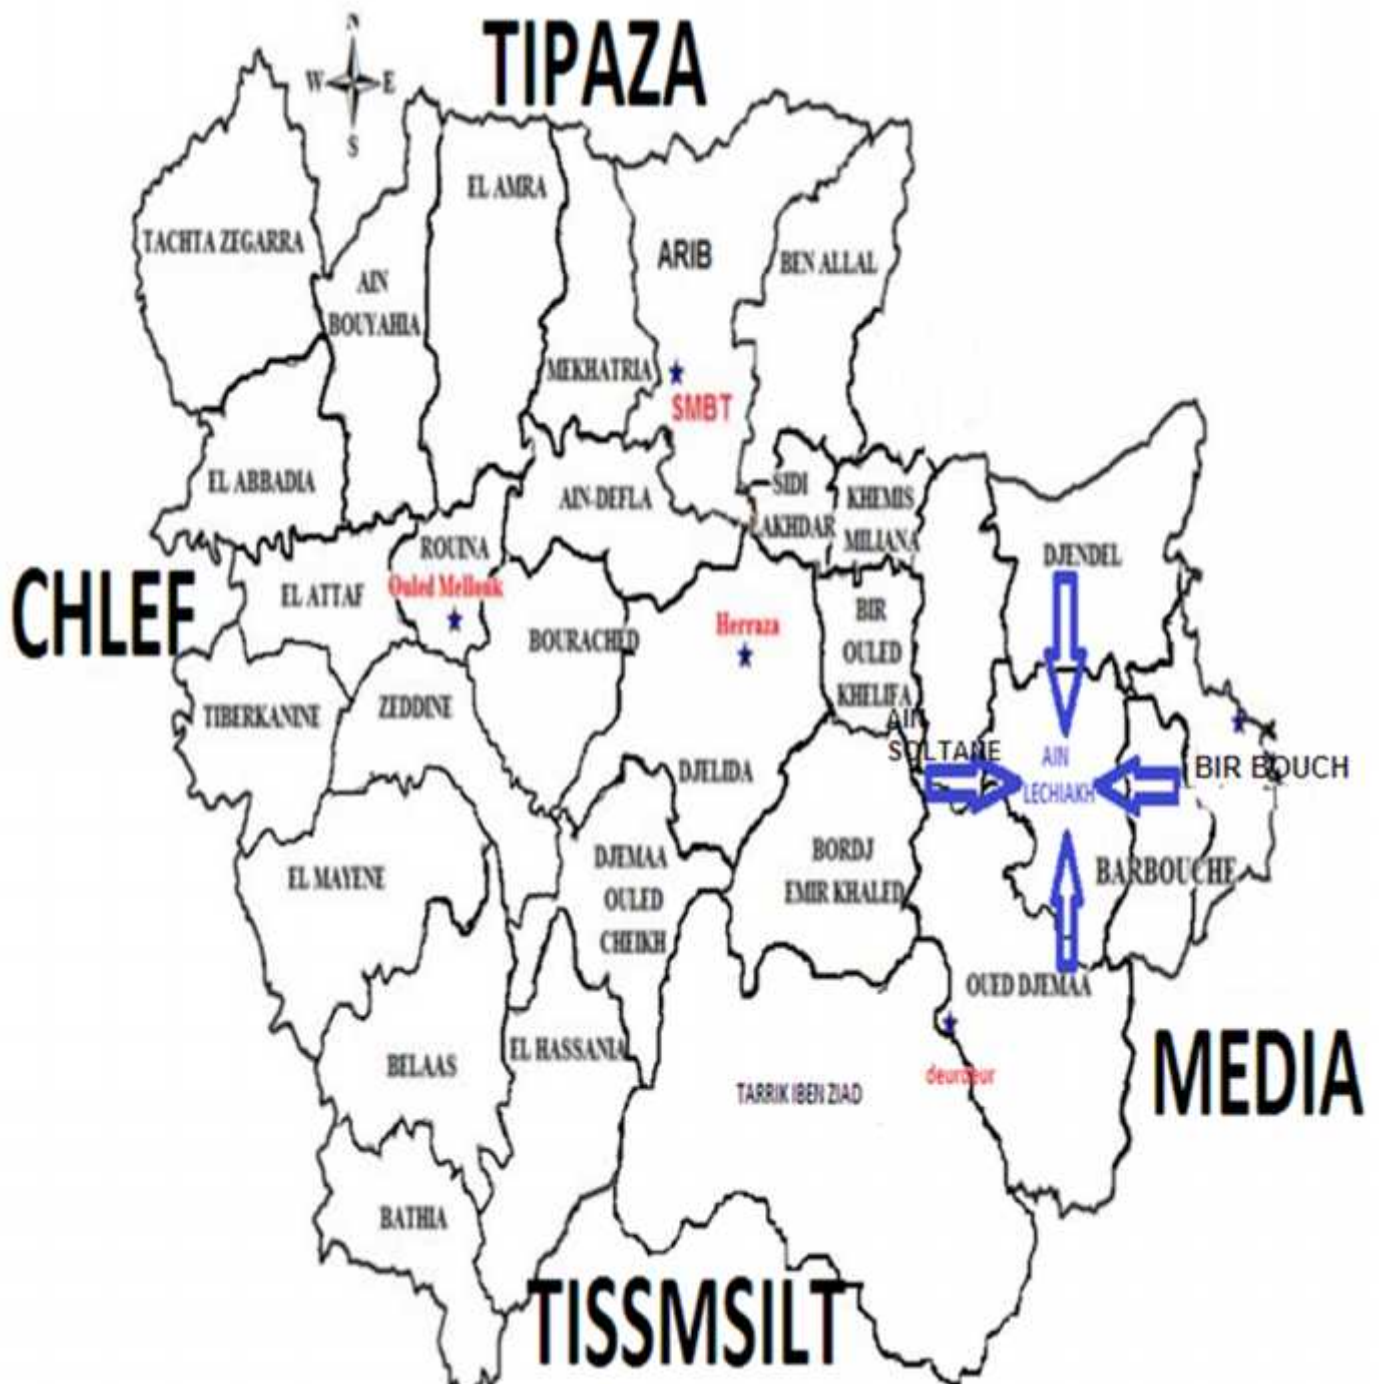 N
TIPAZA
W E
S
EL AMRA
TACHTA ZEGARRA
ARIB
BEN ALLAL
AIN
BOUYAHIA
MEKHATRIA
SMBT
EL ABBADIA
AIN-DEFLA
SIDI
LAKHDAR
KHEMIS
MILIANA
ROUINA
DJENDEL
CHLEF
EL ATTAF
Ouled Mellouk
BOURACHED
Herraza
BIR
OULED
KHELIFA
TIBERKANINE
ZEDDINE
AIN
SOLTANE
AIN
LECHIAKH
BIR BOUCH
DJELIDA
EL MAYENE
DJEMAA
OULED
CHEIKH
BORDJ
EMIR KHALED
BARBOUCHE
OUED DJEMAA
BELAAS
EL HASSANIA
TARRIK IBEN ZIAD
deurdeur
MEDIA
BATHIA
TISSMSILT